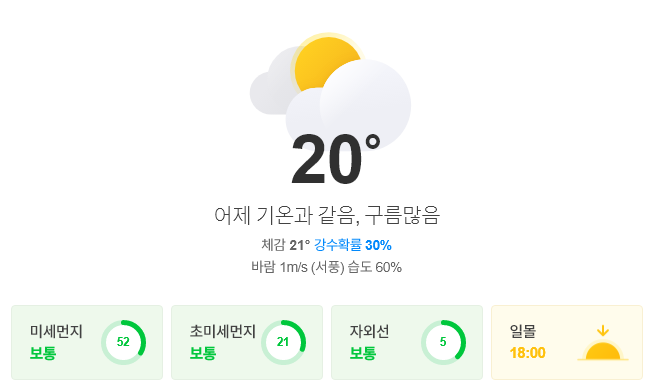 20°
어제 기온과 같음, 구름많음
체감 21° 강수확률 30%
바람 1m/s (서풍) 습도 60%
미세먼지
보통
52
초미세먼지
보통
21
자외선
보통
5
일몰
18:00